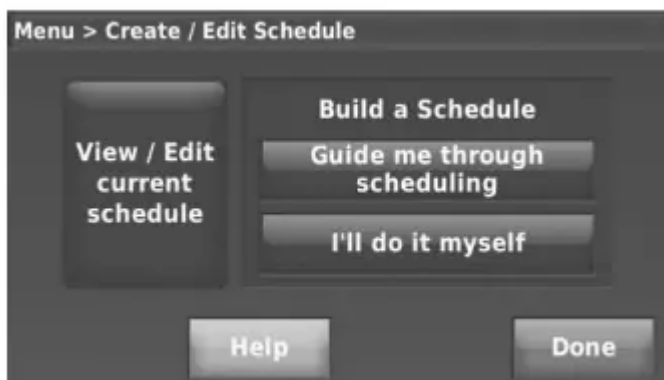 Menu > Create / Edit Schedule
View / Edit
current
schedule
Build a Schedule
Guide me through
scheduling
I'll do it myself
Help
Done